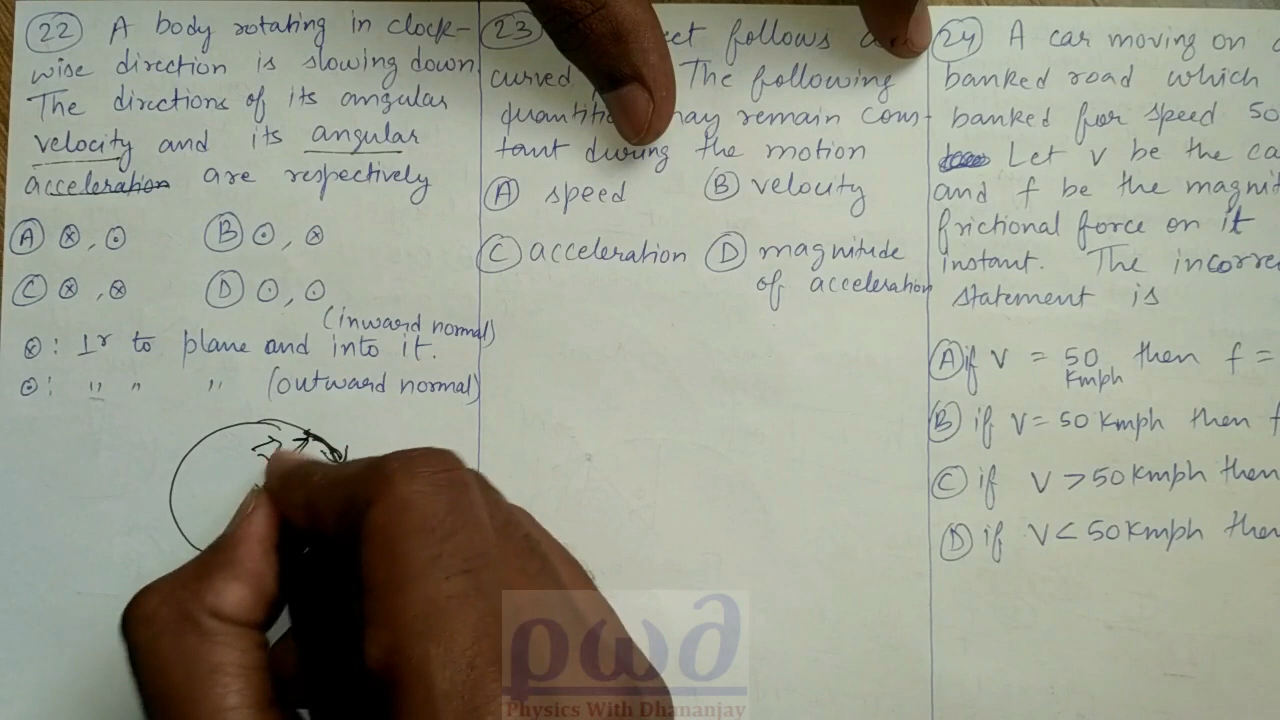 22 A body rotating in clock-
wise direction is slowing down
The directions of its angular
velocity and its angular
acceleration are respectively
A ⊗, ⊙ B ⊙, ⊗
C ⊗, ⊗ D ⊙, ⊙
(inward normal)
⊗: ⊥r to plane and into it.
⊙: " " " (outward normal)
23 follows
curved The following
may remain cons-
tant during the motion
A speed B velocity
C acceleration D magnitude
of acceleration
24 A car moving on
banked road which
banked for speed 50
Let v be the
and f be the
frictional force on it
instant. The
statement is
A if v = 50 then f =
Kmph
B if v = 50 Kmph then f
C if v > 50 Kmph then
D if v < 50 Kmph then
ρω∂
Physics With Dhananjay